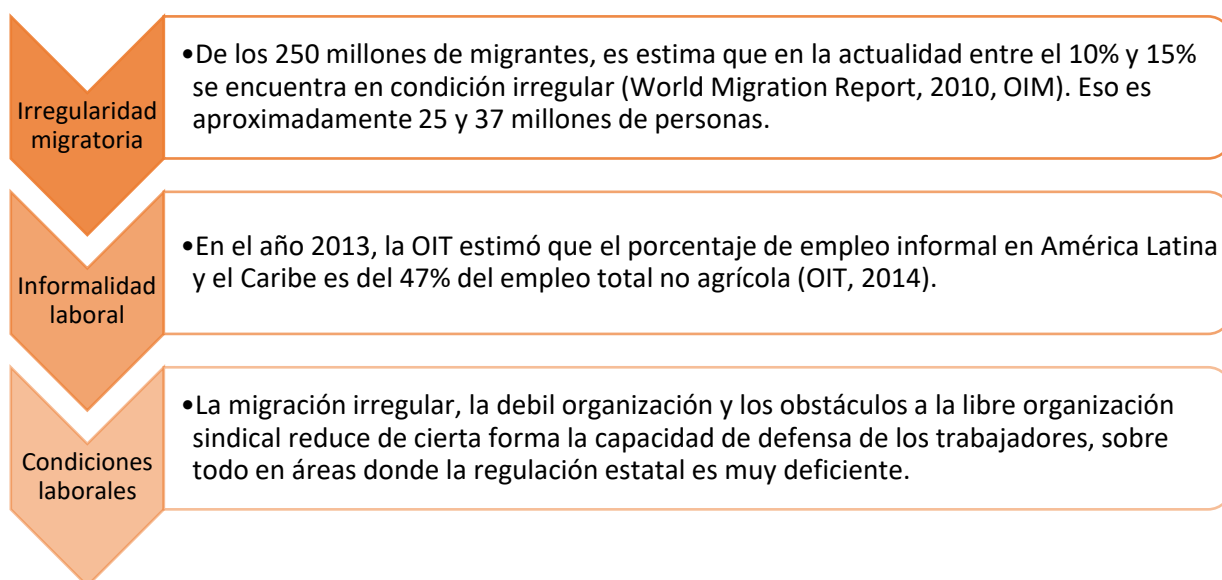 Irregularidad
migratoria
•De los 250 millones de migrantes, es estima que en la actualidad entre el 10% y 15%
se encuentra en condición irregular (World Migration Report, 2010, OIM). Eso es
aproximadamente 25 y 37 millones de personas.
Informalidad
laboral
•En el año 2013, la OIT estimó que el porcentaje de empleo informal en América Latina
y el Caribe es del 47% del empleo total no agrícola (OIT, 2014).
Condiciones
laborales
•La migración irregular, la debil organización y los obstáculos a la libre organización
sindical reduce de cierta forma la capacidad de defensa de los trabajadores, sobre
todo en áreas donde la regulación estatal es muy deficiente.